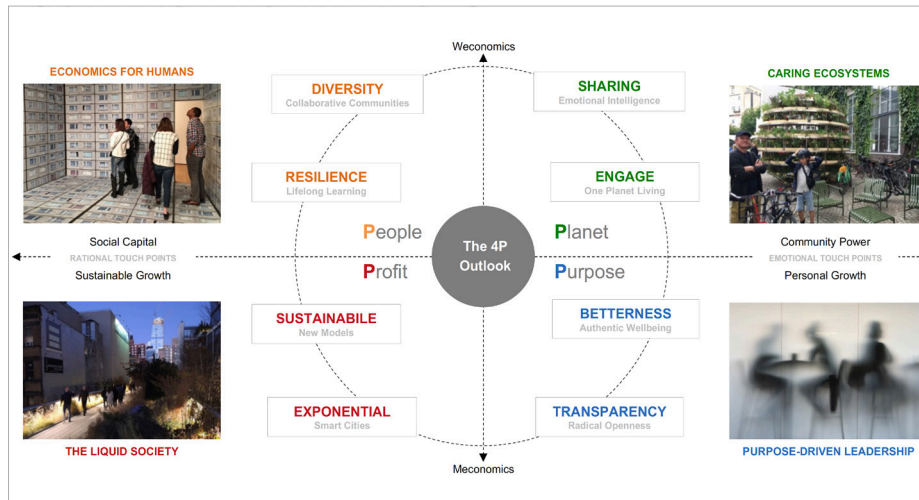 Weconomics
ECONOMICS FOR HUMANS
CARING ECOSYSTEMS
DIVERSITY
Collaborative Communities
SHARING
Emotional Intelligence
RESILIENCE
Lifelong Learning
ENGAGE
One Planet Living
People
Planet
Social Capital
RATIONAL TOUCH POINTS
Sustainable Growth
The 4P
Outlook
Community Power
EMOTIONAL TOUCH POINTS
Personal Growth
Profit
Purpose
SUSTAINABILE
New Models
BETTERNESS
Authentic Wellbeing
EXPONENTIAL
Smart Cities
TRANSPARENCY
Radical Openness
THE LIQUID SOCIETY
PURPOSE-DRIVEN LEADERSHIP
Meconomics